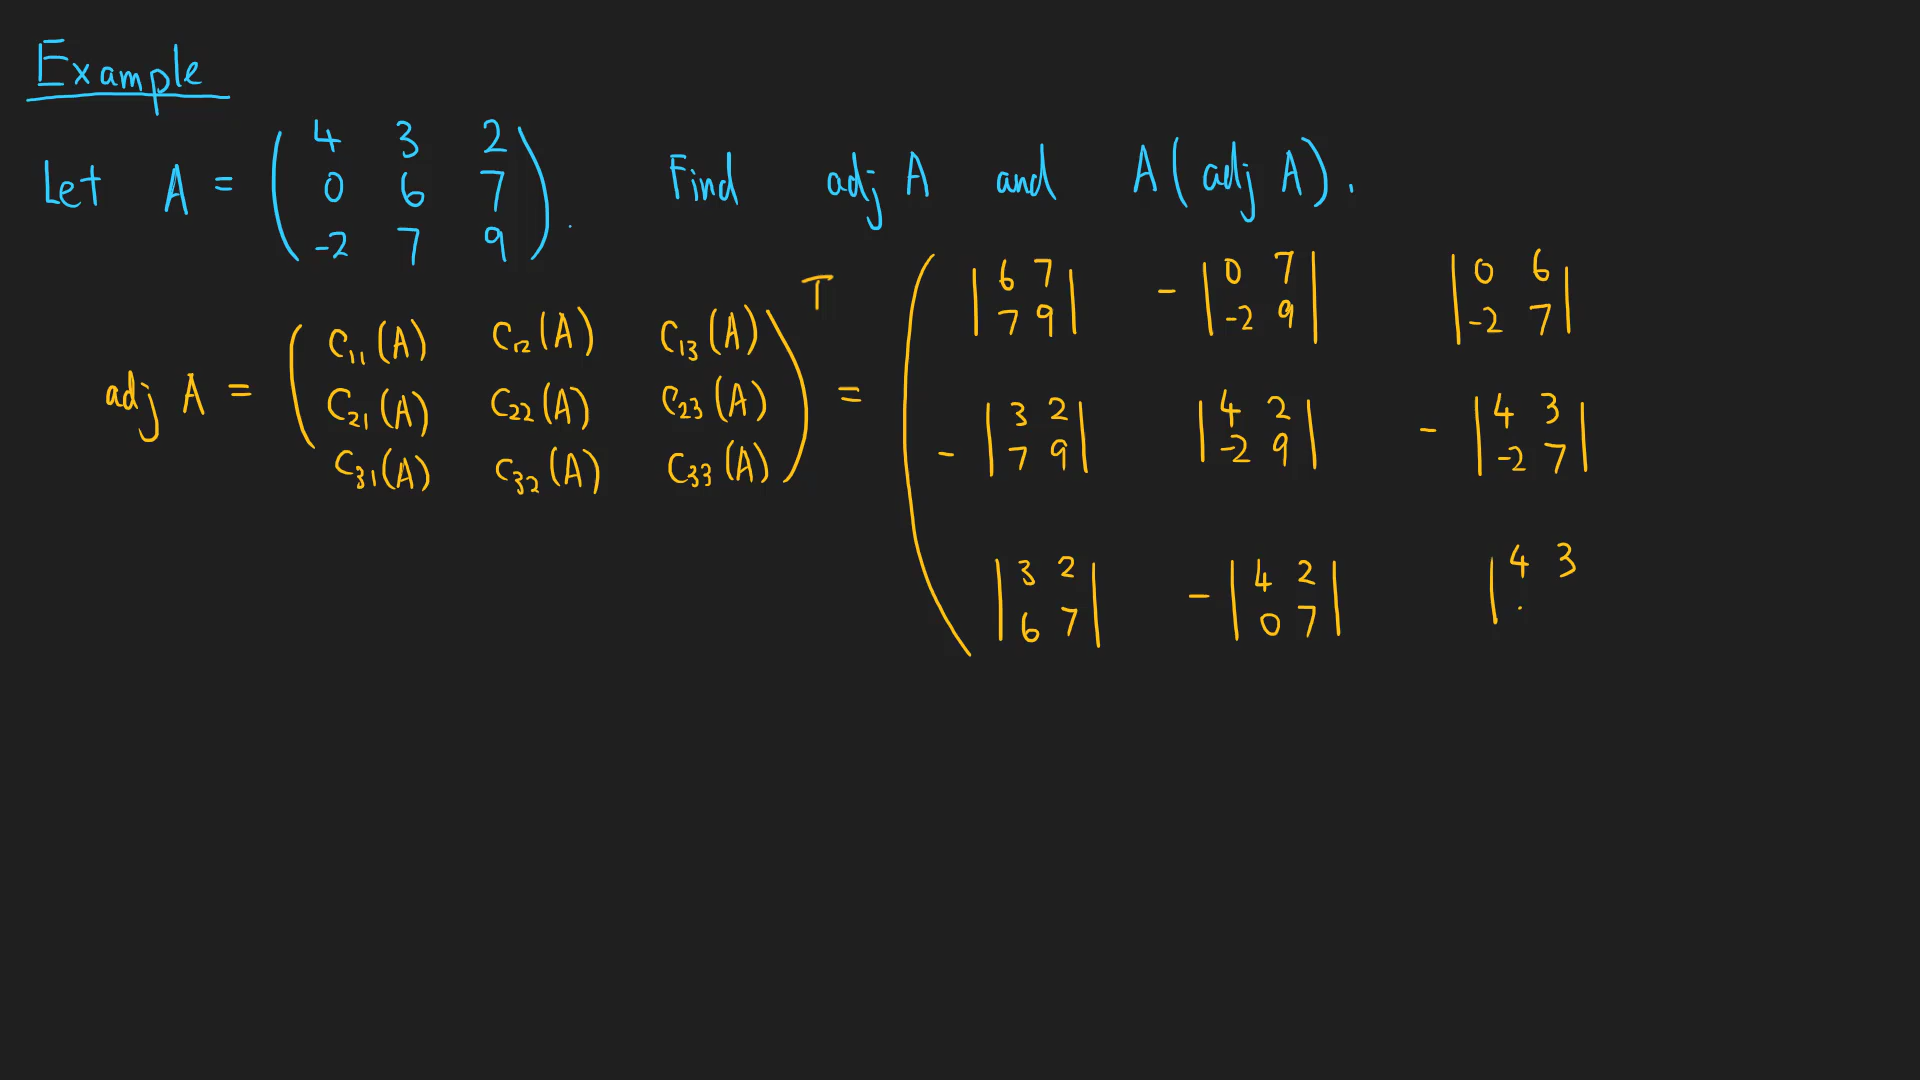 Example
Let A = ( 4 3 2
0 6 7
-2 7 9 ) . Find adj A and A(adj A).
adj A = ( C₁₁(A) C₁₂(A) C₁₃(A)
C₂₁(A) C₂₂(A) C₂₃(A)
C₃₁(A) C₃₂(A) C₃₃(A) )ᵀ = ( |6 7| -|0 7| |0 6|
|7 9| |-2 9| |-2 7|
-|3 2| |4 2| -|4 3|
|7 9| |-2 9| |-2 7|
|3 2| -|4 2| |4 3
|6 7| |0 7|